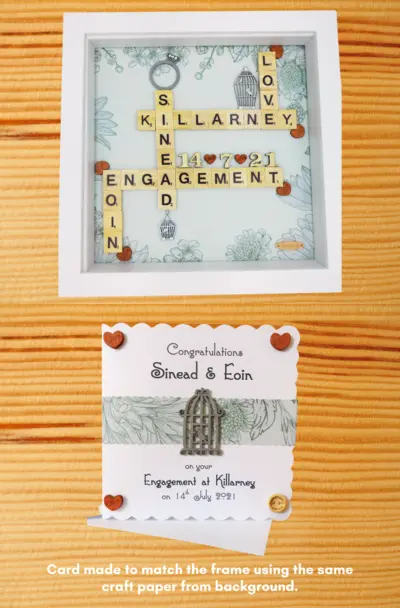 LOVE
KILLARNEY
SINEAD
14 7 21
ENGAGEMENT
EOIN
Congratulations
Sinead & Eoin
on your
Engagement at Killarney
on 14th July 2021
Card made to match the frame using the same
craft paper from background.